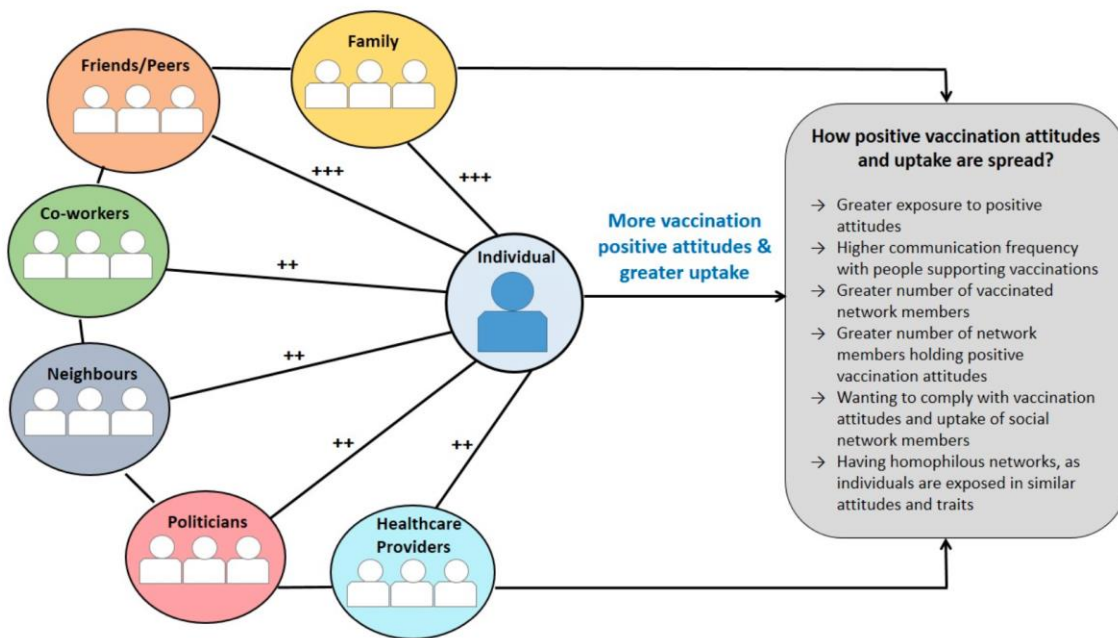 Family
Friends/Peers
+++
+++
Co-workers
++
Individual
Neighbours
++
Politicians
++
Healthcare
Providers
++
More vaccination
positive attitudes &
greater uptake
How positive vaccination attitudes
and uptake are spread?
→ Greater exposure to positive
attitudes
→ Higher communication frequency
with people supporting vaccinations
→ Greater number of vaccinated
network members
→ Greater number of network
members holding positive
vaccination attitudes
→ Wanting to comply with vaccination
attitudes and uptake of social
network members
→ Having homophilous networks, as
individuals are exposed in similar
attitudes and traits